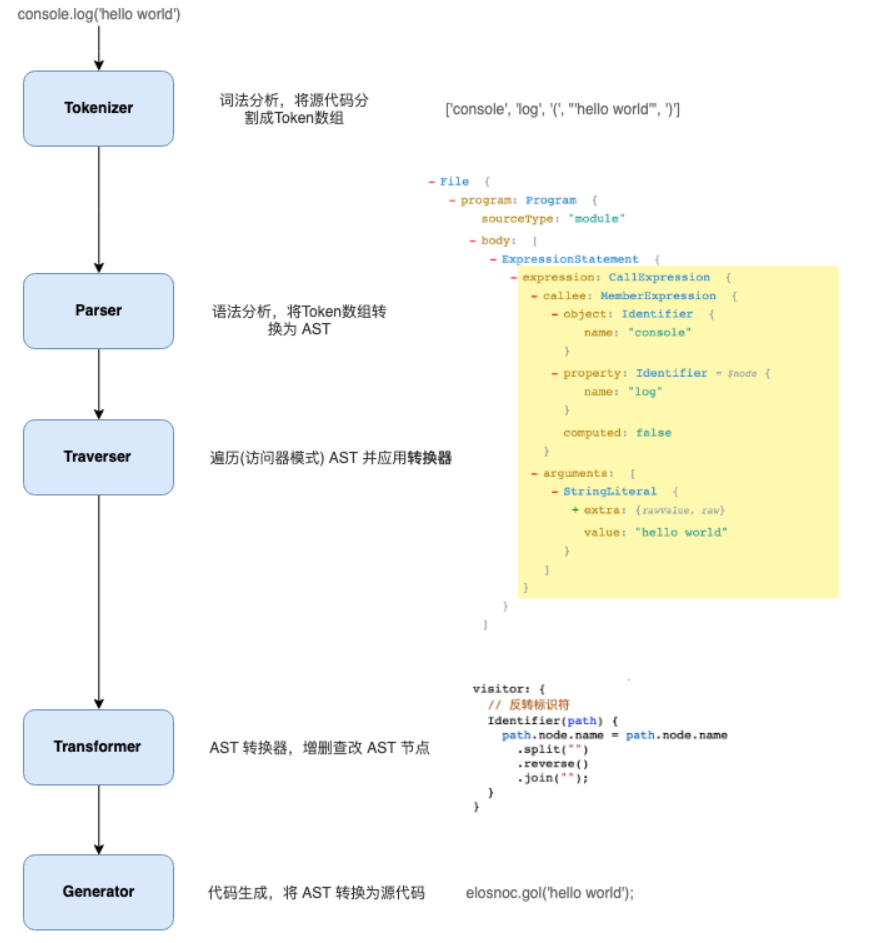 console.log('hello world')
Tokenizer
词法分析，将源代码分
割成Token数组
['console', 'log', '(', "'hello world'", ')']
- File {
- program: Program {
sourceType: "module"
- body: [
- ExpressionStatement {
- expression: CallExpression {
- callee: MemberExpression {
- object: Identifier {
name: "console"
}
- property: Identifier = $node {
name: "log"
}
computed: false
}
- arguments: [
- StringLiteral {
+ extra: {rawValue, raw}
value: "hello world"
}
]
}
}
]
Parser
语法分析，将Token数组转
换为 AST
Traverser
遍历(访问器模式) AST 并应用转换器
Transformer
AST 转换器，增删查改 AST 节点
visitor: {
// 反转标识符
Identifier(path) {
path.node.name = path.node.name
.split("")
.reverse()
.join("");
}
}
Generator
代码生成，将 AST 转换为源代码
elosnoc.gol('hello world');